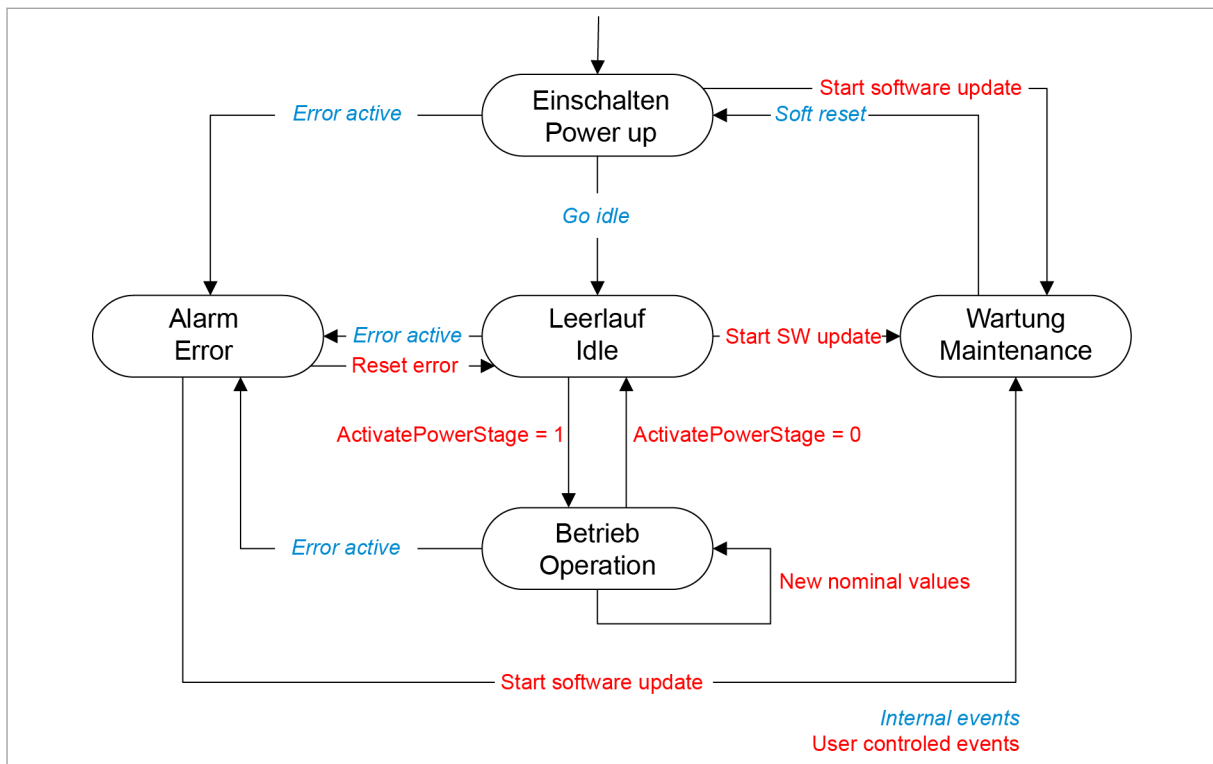 Einschalten
Power up
Start software update
Error active
Soft reset
Go idle
Alarm
Error
Error active
Reset error
Leerlauf
Idle
Start SW update
Wartung
Maintenance
ActivatePowerStage = 1
ActivatePowerStage = 0
Error active
Betrieb
Operation
New nominal values
Start software update
Internal events
User controled events